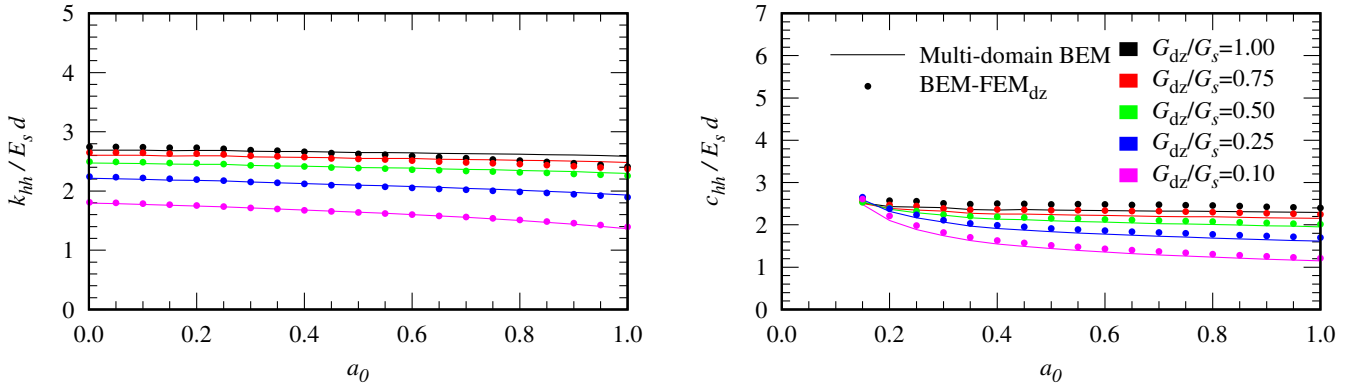 5
4
3
2
1
0
0.0 0.2 0.4 0.6 0.8 1.0
k_hh / E_s d
a_0
7
6
5
4
3
2
1
0
0.0 0.2 0.4 0.6 0.8 1.0
c_hh / E_s d
a_0
Multi-domain BEM
BEM-FEM_dz
G_dz/G_s=1.00
G_dz/G_s=0.75
G_dz/G_s=0.50
G_dz/G_s=0.25
G_dz/G_s=0.10